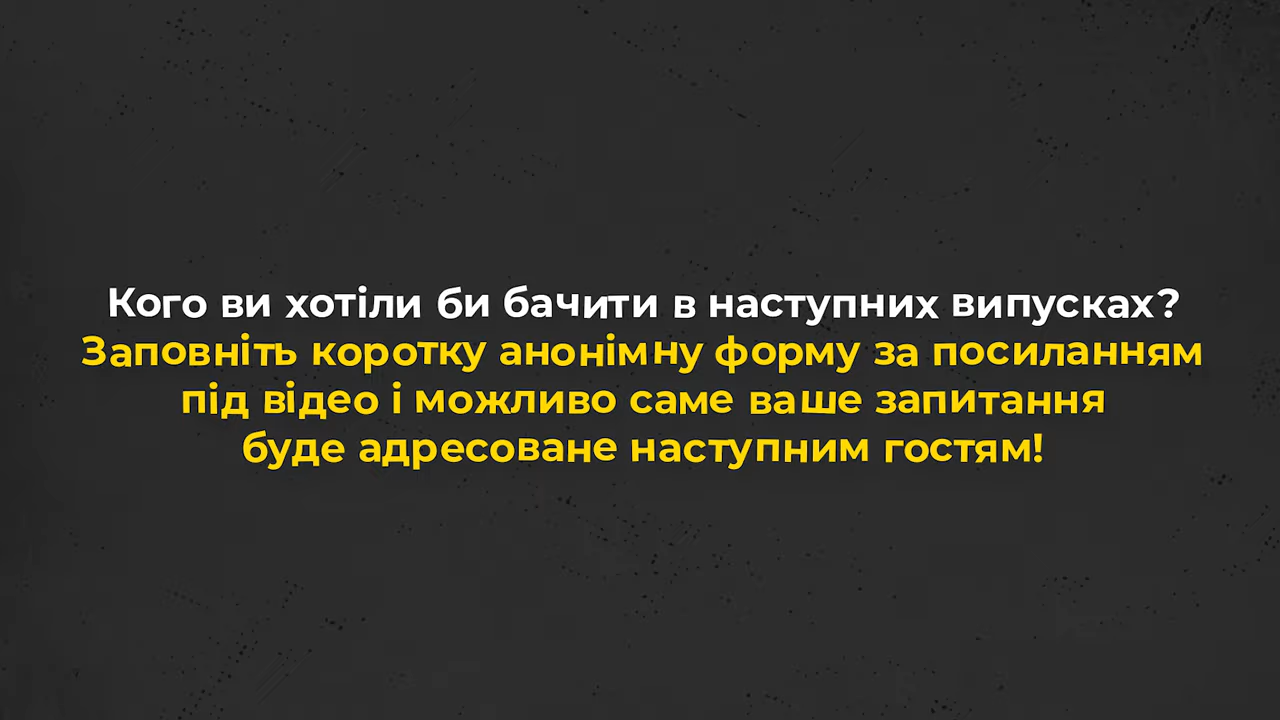 Кого ви хотіли би бачити в наступних випусках?
Заповніть коротку анонімну форму за посиланням
під відео і можливо саме ваше запитання
буде адресоване наступним гостям!